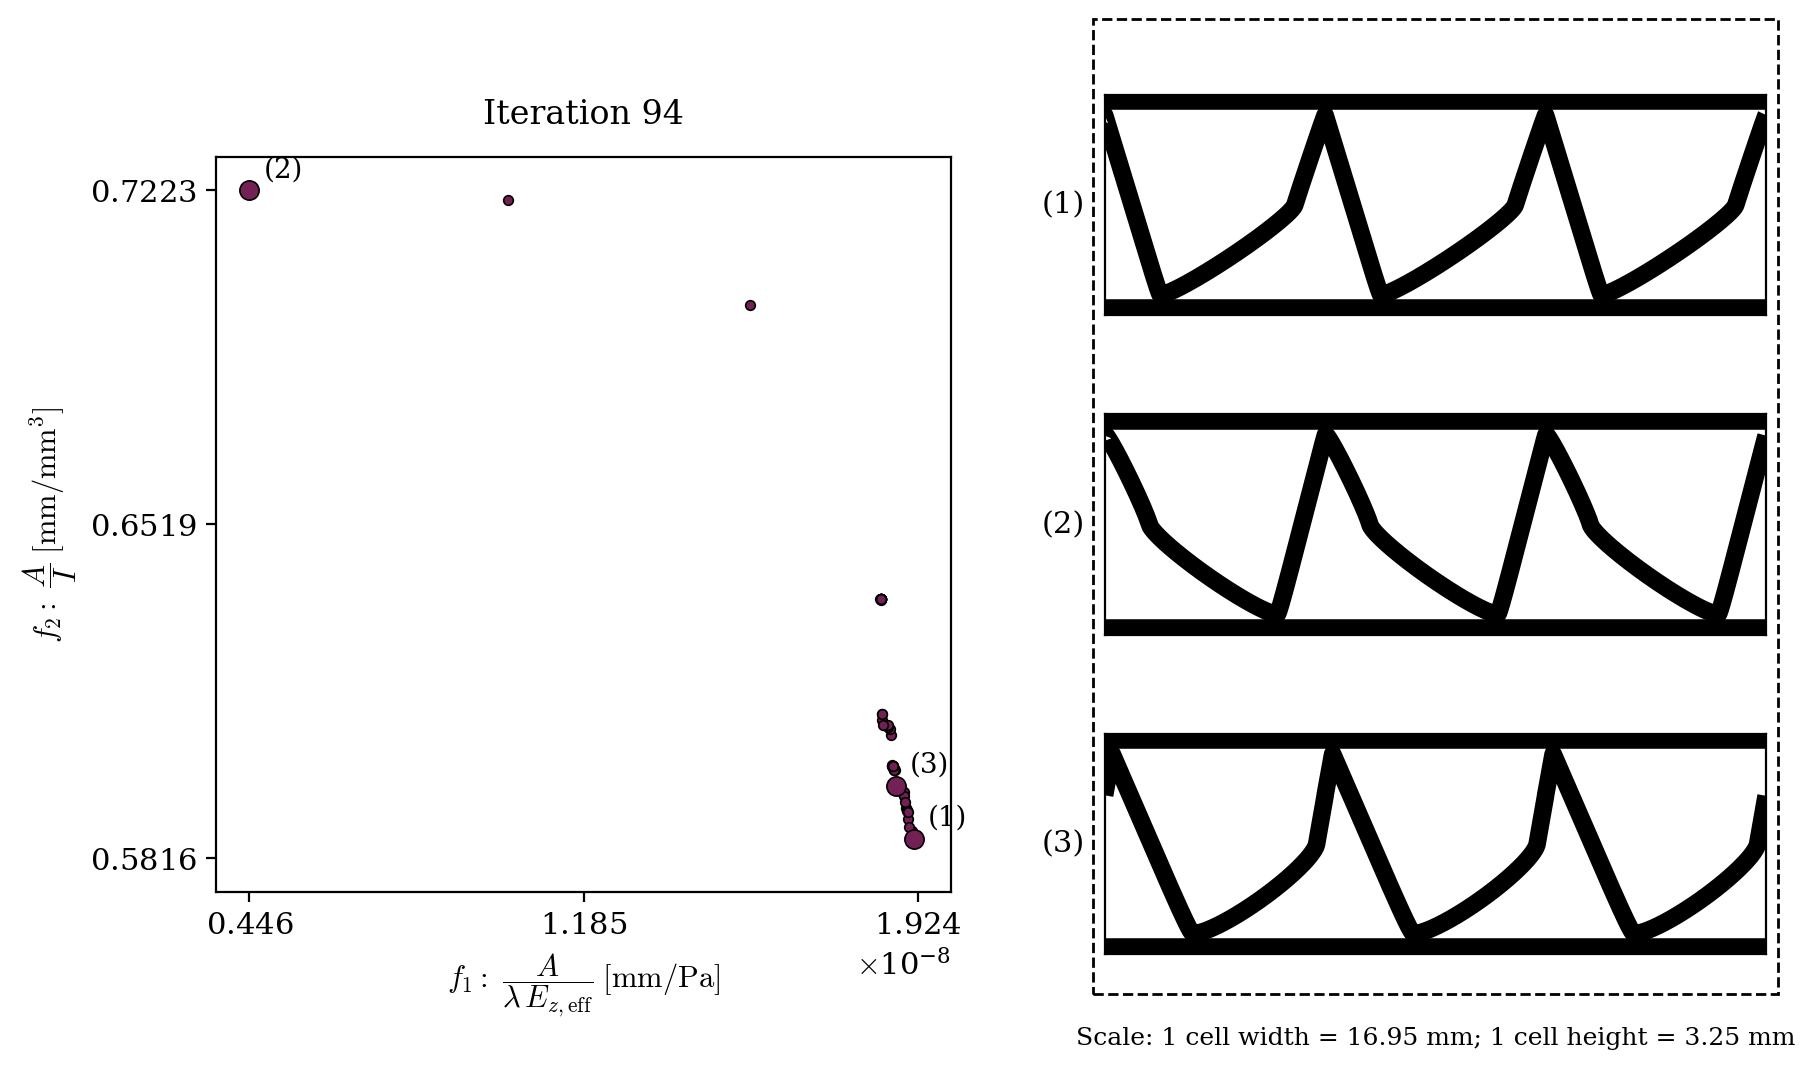 Iteration 94
(2)
0.7223
0.6519
0.5816
f₂: A/I [mm/mm³]
(3)
(1)
0.446 1.185 1.924
×10⁻⁸
f₁: A/(λ E_z,eff) [mm/Pa]
(1)
(2)
(3)
Scale: 1 cell width = 16.95 mm; 1 cell height = 3.25 mm